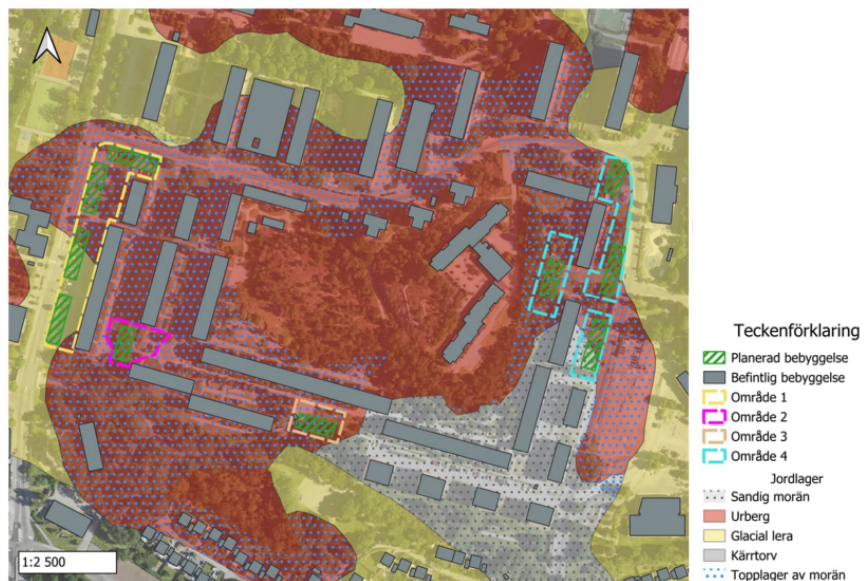 Teckenförklaring
Planerad bebyggelse
Befintlig bebyggelse
Område 1
Område 2
Område 3
Område 4
Jordlager
Sandig morän
Urberg
Glacial lera
Kärrtorv
Topplager av morän
1:2 500